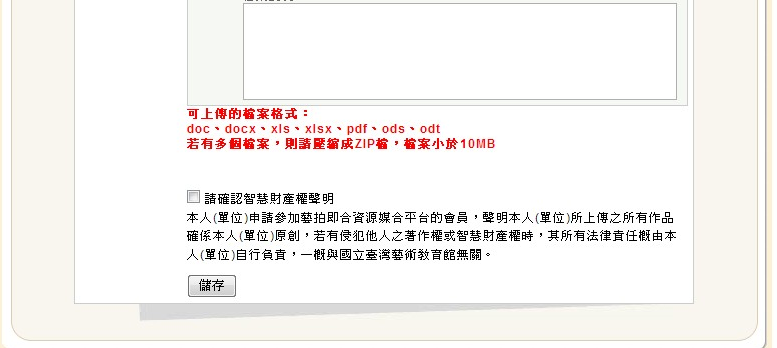 可上傳的檔案格式：
doc、docx、xls、xlsx、pdf、ods、odt
若有多個檔案，則請壓縮成ZIP檔，檔案小於10MB
請確認智慧財產權聲明
本人(單位)申請參加藝拍即合資源媒合平台的會員，聲明本人(單位)所上傳之所有作品
確係本人(單位)原創，若有侵犯他人之著作權或智慧財產權時，其所有法律責任概由本
人(單位)自行負責，一概與國立臺灣藝術教育館無關。
儲存